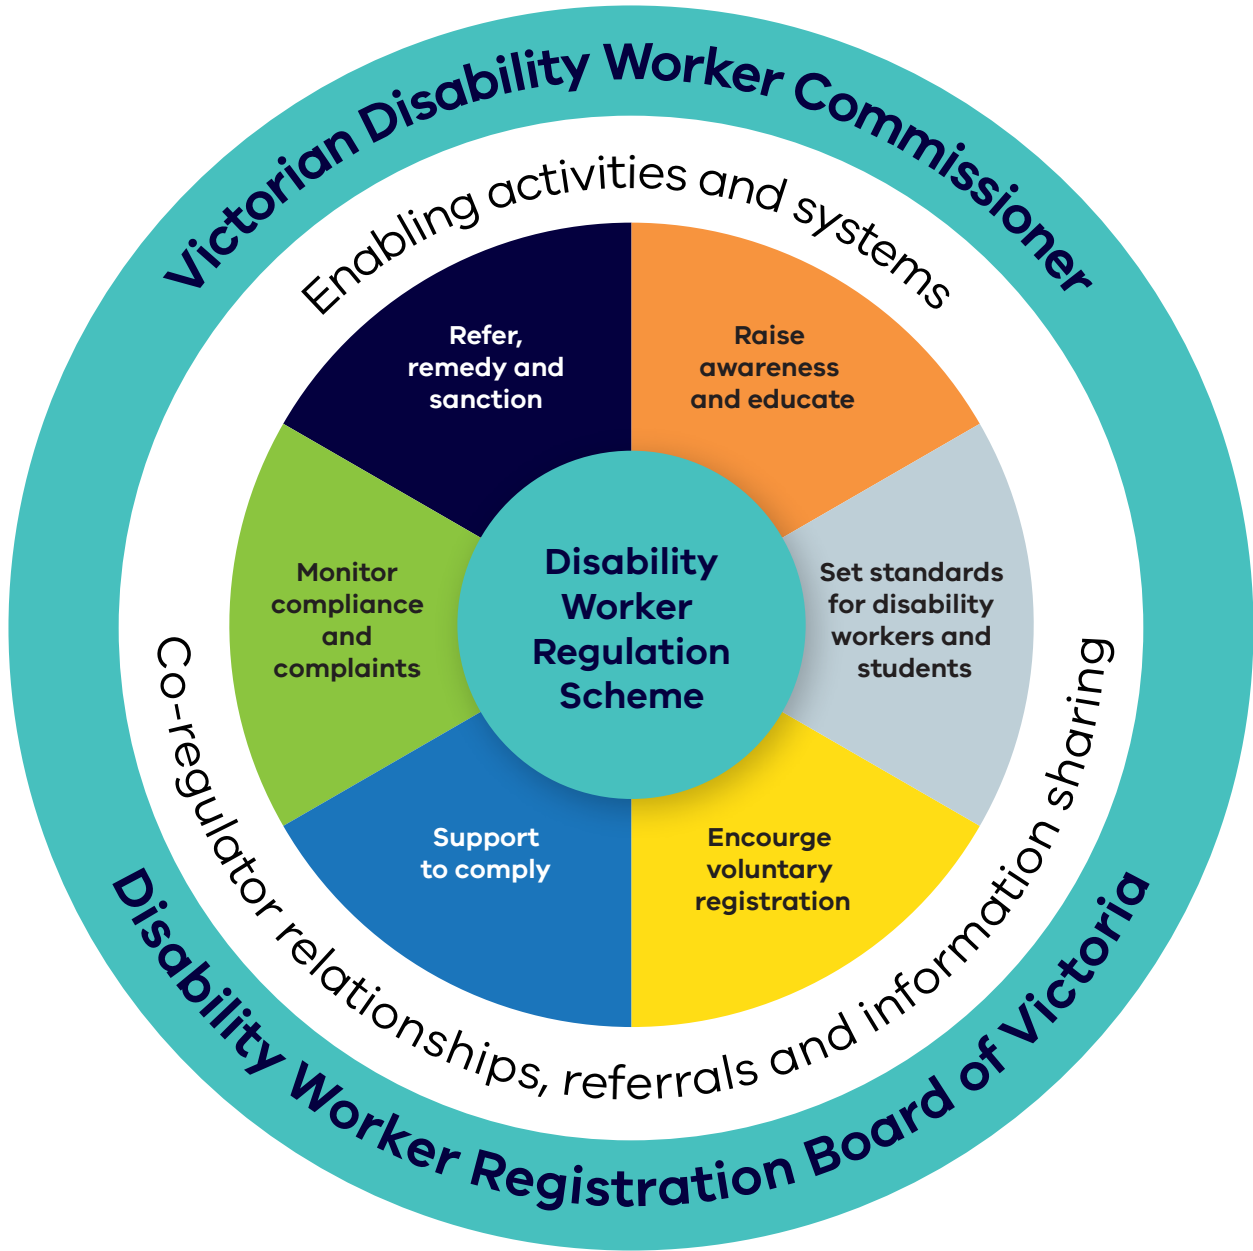 Victorian Disability Worker Commissioner
Enabling activities and systems
Refer,
remedy and
sanction
Raise
awareness
and educate
Monitor
compliance
and
complaints
Disability
Worker
Regulation
Scheme
Set standards
for disability
workers and
students
Support
to comply
Encourge
voluntary
registration
Co-regulator relationships, referrals and information sharing
Disability Worker Registration Board of Victoria